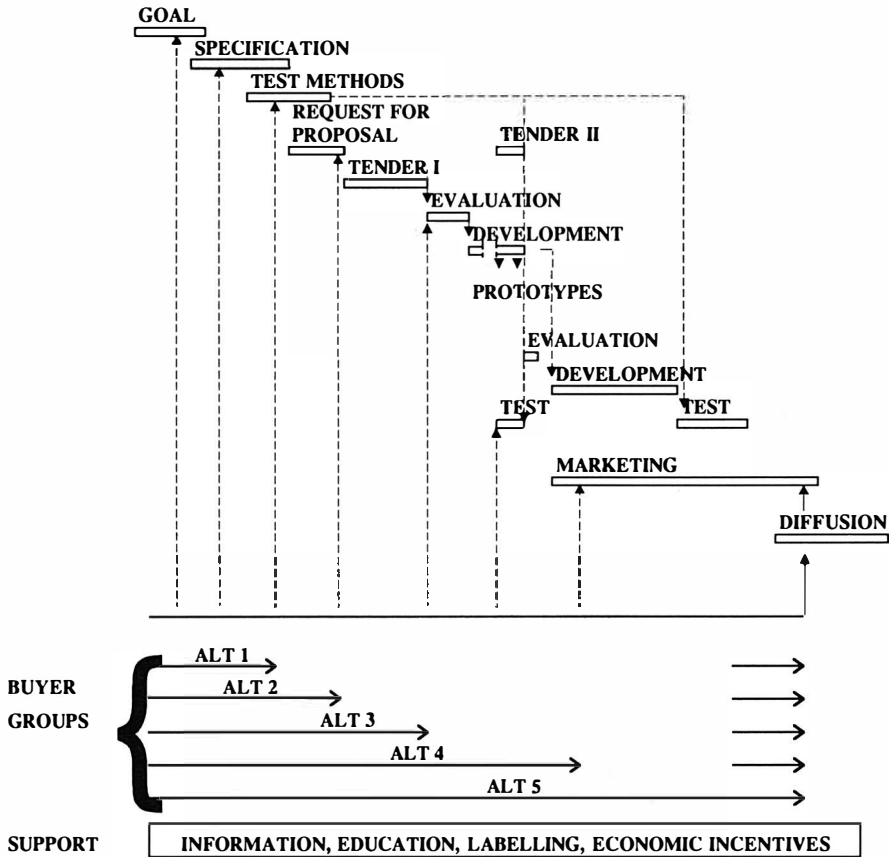 GOAL
SPECIFICATION
TEST METHODS
REQUEST FOR
PROPOSAL
TENDER II
TENDER I
EVALUATION
DEVELOPMENT
PROTOTYPES
EVALUATION
DEVELOPMENT
TEST
TEST
MARKETING
DIFFUSION
BUYER
GROUPS
ALT 1
ALT 2
ALT 3
ALT 4
ALT 5
SUPPORT
INFORMATION, EDUCATION, LABELLING, ECONOMIC INCENTIVES